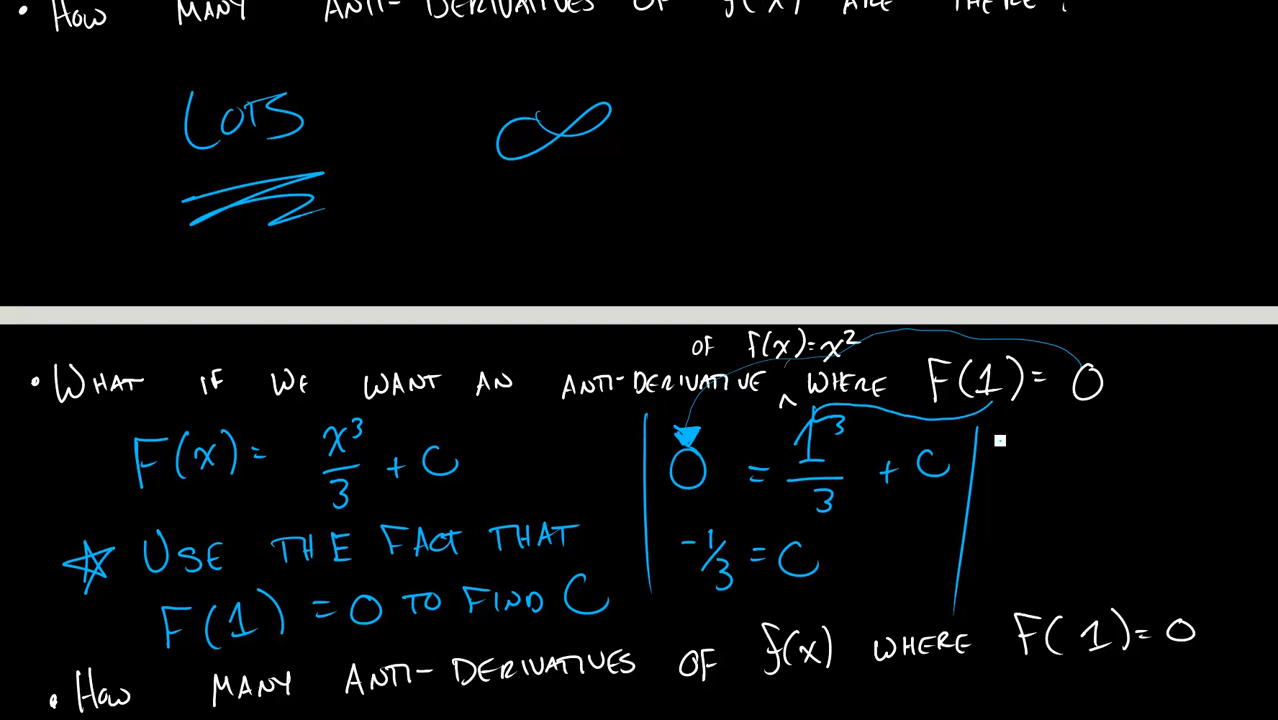 • How MANY ANTI-DERIVATIVES OF f(x) ARE THERE?
LOTS ∞
OF f(x)=x²
• WHAT IF WE WANT AN ANTI-DERIVATIVE ^ WHERE F(1)= 0
F(x)= x³/3 + C
0 = 1³/3 + C
-1/3 = C
☆ USE THE FACT THAT
F(1) = 0 TO FIND C
• How MANY ANTI-DERIVATIVES OF f(x) WHERE F(1)= 0